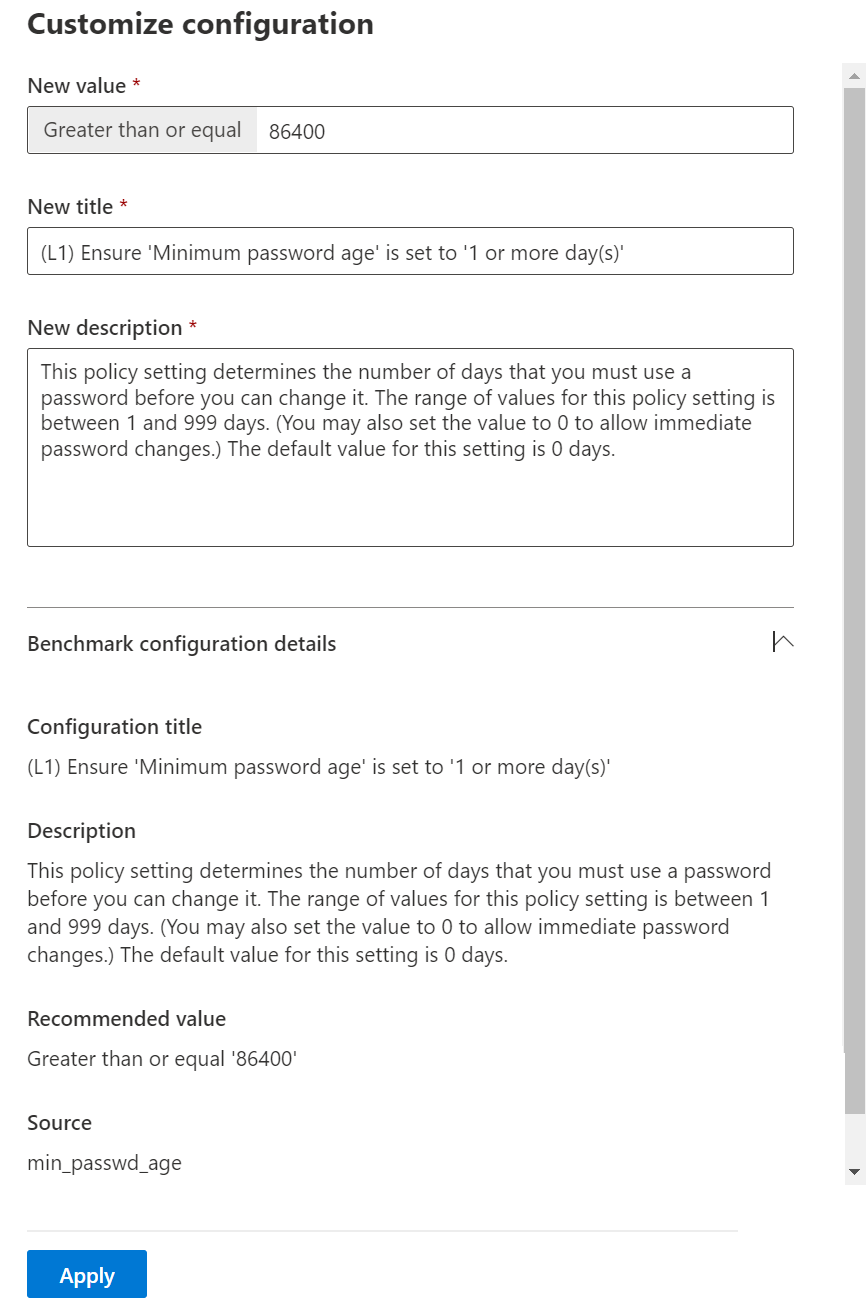 Customize configuration
New value *
Greater than or equal 86400
New title *
(L1) Ensure 'Minimum password age' is set to '1 or more day(s)'
New description *
This policy setting determines the number of days that you must use a
password before you can change it. The range of values for this policy setting is
between 1 and 999 days. (You may also set the value to 0 to allow immediate
password changes.) The default value for this setting is 0 days.
Benchmark configuration details
Configuration title
(L1) Ensure 'Minimum password age' is set to '1 or more day(s)'
Description
This policy setting determines the number of days that you must use a password
before you can change it. The range of values for this policy setting is between 1
and 999 days. (You may also set the value to 0 to allow immediate password
changes.) The default value for this setting is 0 days.
Recommended value
Greater than or equal '86400'
Source
min_passwd_age
Apply